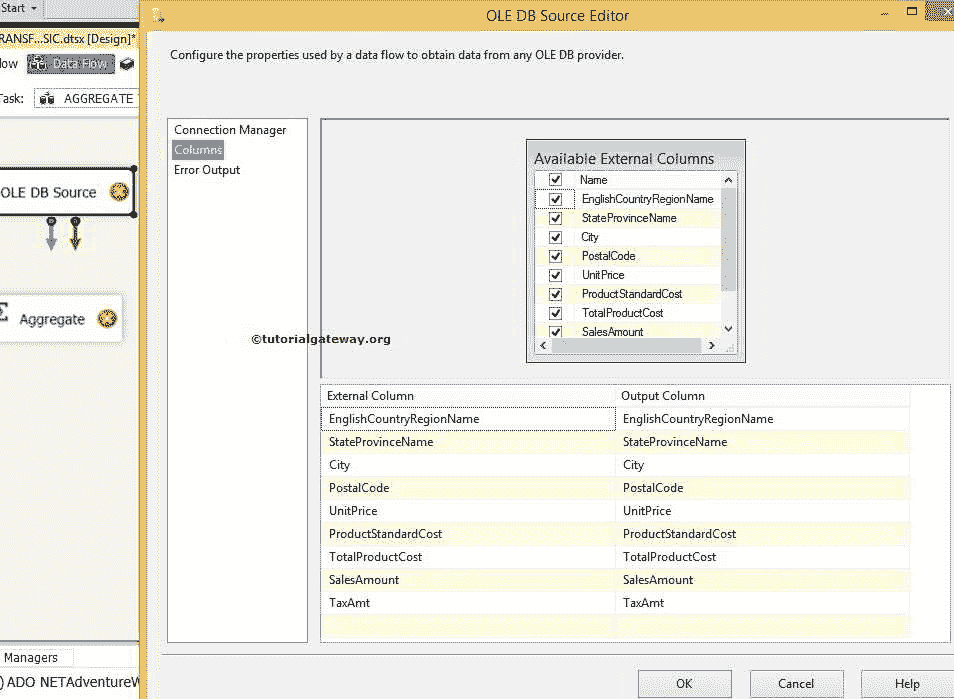 Start
OLE DB Source Editor
RANSF...SIC.dtsx [Design]*
low Data Flow
Configure the properties used by a data flow to obtain data from any OLE DB provider.
Task: AGGREGATE
Connection Manager
Columns
Error Output
Available External Columns
Name
EnglishCountryRegionName
StateProvinceName
City
PostalCode
UnitPrice
ProductStandardCost
TotalProductCost
SalesAmount
OLE DB Source
Aggregate
©tutorialgateway.org
External Column Output Column
EnglishCountryRegionName EnglishCountryRegionName
StateProvinceName StateProvinceName
City City
PostalCode PostalCode
UnitPrice UnitPrice
ProductStandardCost ProductStandardCost
TotalProductCost TotalProductCost
SalesAmount SalesAmount
TaxAmt TaxAmt
Managers
) ADO NETAdventureW
OK Cancel Help